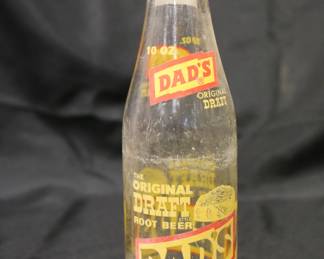 10 OZ.
DAD'S
ORIGINAL
DRAFT
THE
ORIGINAL
DRAFT
ROOT BEER
DAD'S